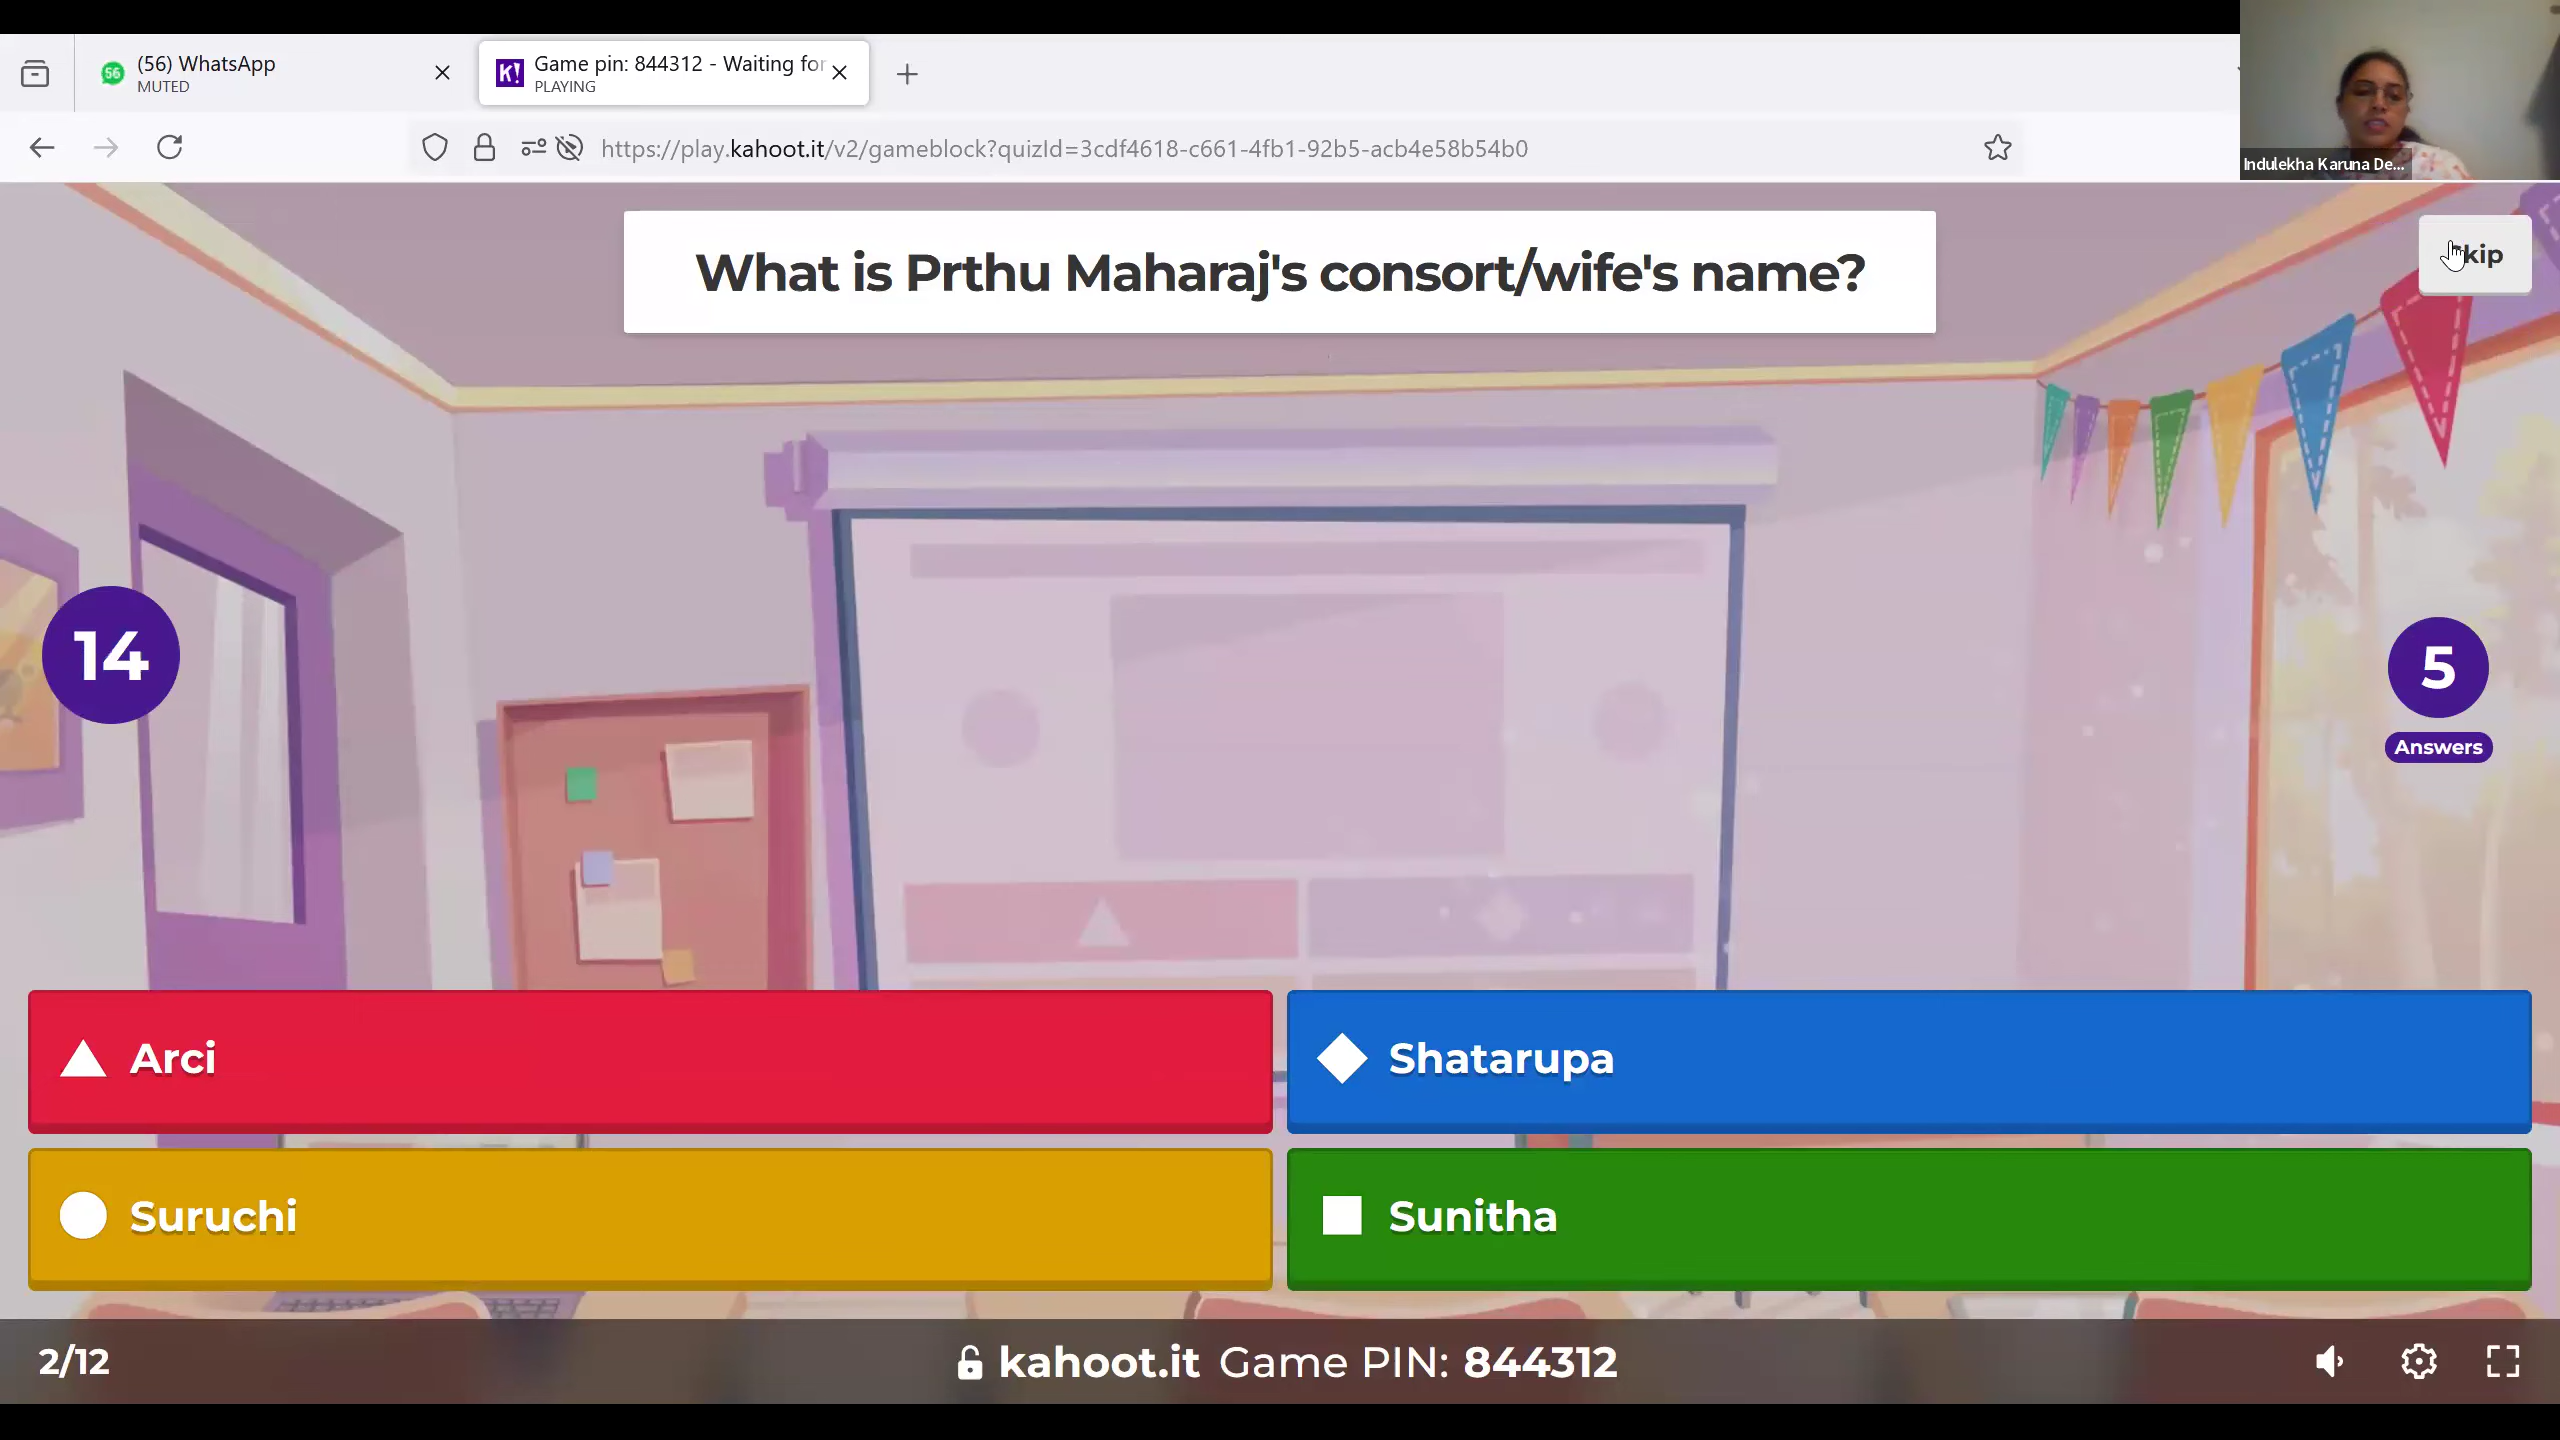 56
(56) WhatsApp
MUTED
K!
Game pin: 844312 - Waiting for
PLAYING
https://play.kahoot.it/v2/gameblock?quizId=3cdf4618-c661-4fb1-92b5-acb4e58b54b0
Indulekha Karuna De...
What is Prthu Maharaj's consort/wife's name?
kip
14
5
Answers
Arci
Shatarupa
Suruchi
Sunitha
2/12
kahoot.it Game PIN: 844312